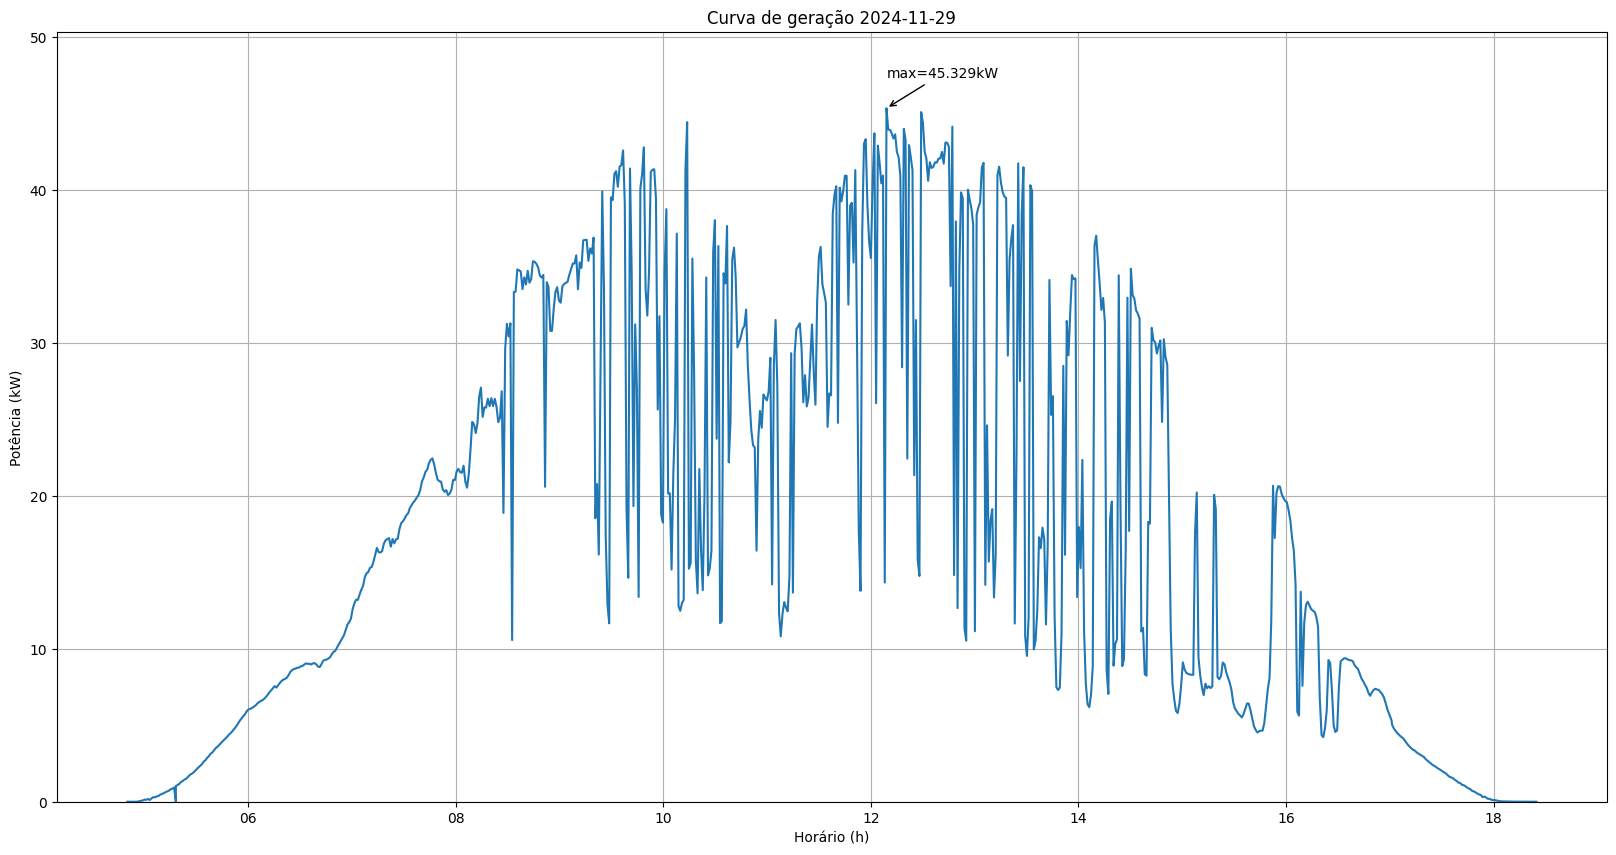 Curva de geração 2024-11-29
50
max=45.329kW
40
30
Potência (kW)
20
10
0
06 08 10 12 14 16 18
Horário (h)